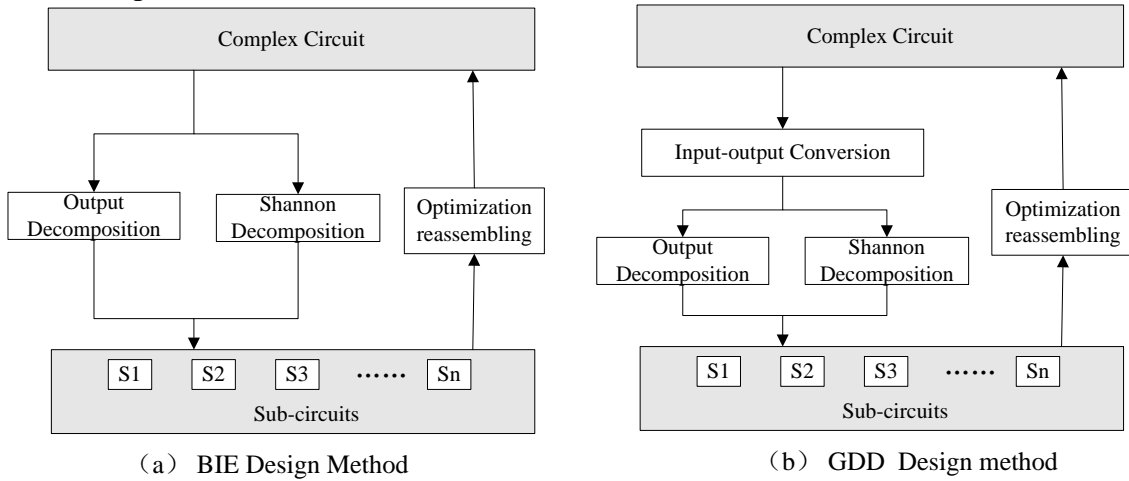 Complex Circuit
Output
Decomposition
Shannon
Decomposition
Optimization
reassembling
S1 S2 S3 …… Sn
Sub-circuits
（a） BIE Design Method
Complex Circuit
Input-output Conversion
Output
Decomposition
Shannon
Decomposition
Optimization
reassembling
S1 S2 S3 …… Sn
Sub-circuits
（b） GDD Design method